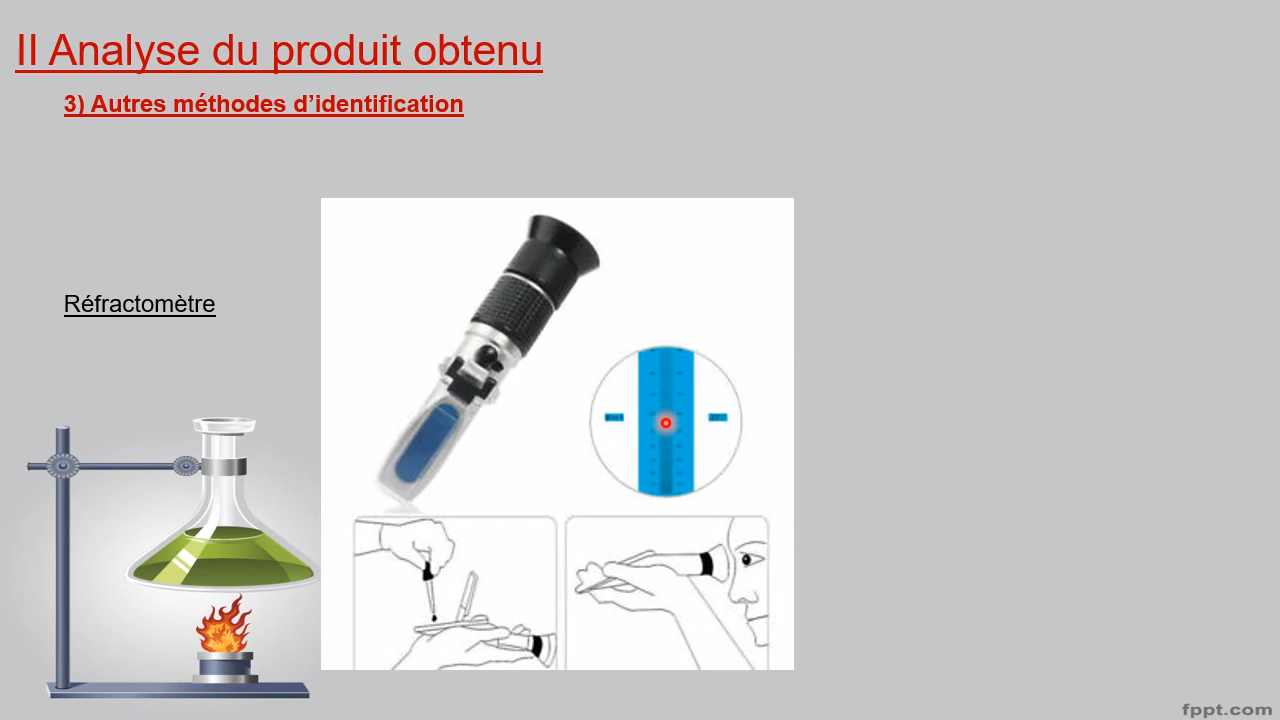 II Analyse du produit obtenu
3) Autres méthodes d’identification
Réfractomètre
fppt.com